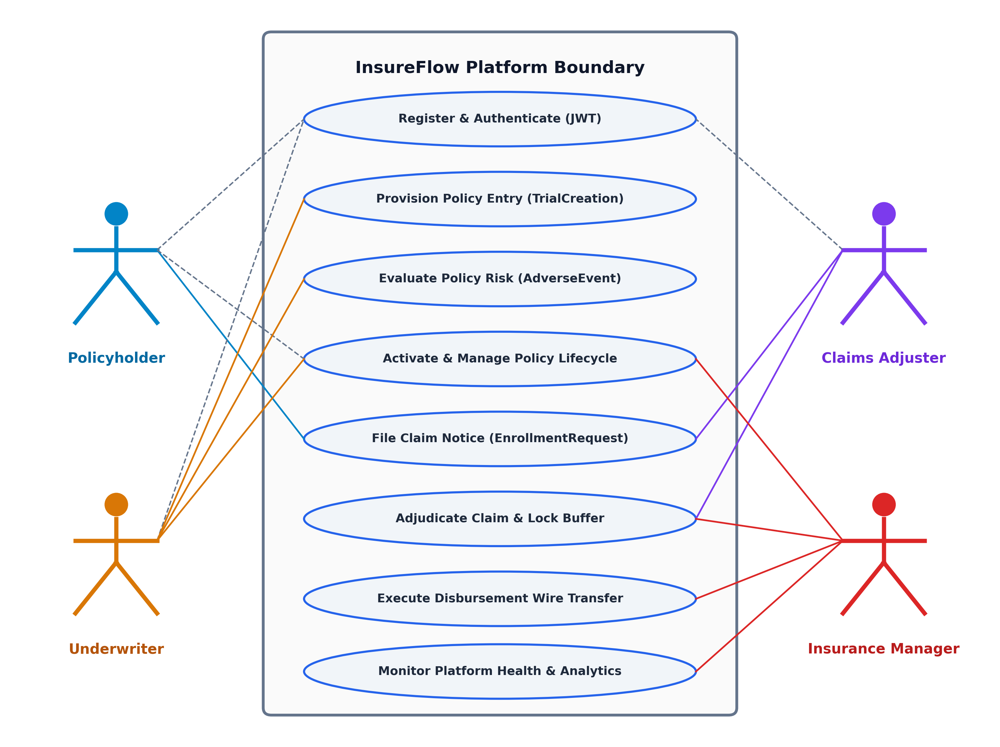 InsureFlow Platform Boundary
Register & Authenticate (JWT)
Provision Policy Entry (TrialCreation)
Evaluate Policy Risk (AdverseEvent)
Activate & Manage Policy Lifecycle
Policyholder
Claims Adjuster
File Claim Notice (EnrollmentRequest)
Adjudicate Claim & Lock Buffer
Execute Disbursement Wire Transfer
Underwriter
Insurance Manager
Monitor Platform Health & Analytics